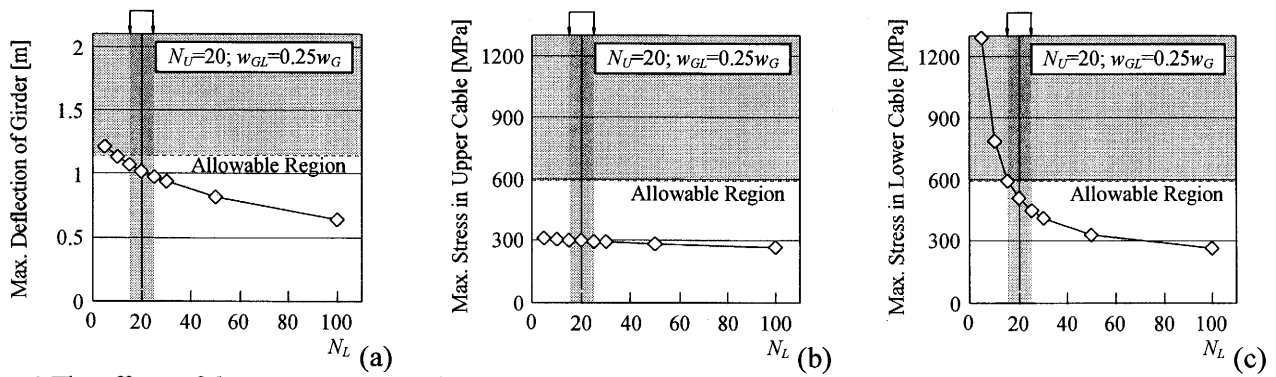 Max. Deflection of Girder [m]
2
1.5
1
0.5
0
N_U=20; w_GL=0.25w_G
Allowable Region
0 20 40 60 80 100
N_L
(a)
Max. Stress in Upper Cable [MPa]
1200
900
600
300
0
N_U=20; w_GL=0.25w_G
Allowable Region
0 20 40 60 80 100
N_L
(b)
Max. Stress in Lower Cable [MPa]
1200
900
600
300
0
N_U=20; w_GL=0.25w_G
Allowable Region
0 20 40 60 80 100
N_L
(c)